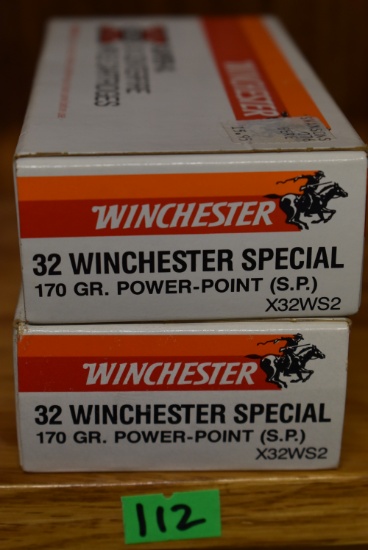 WINCHESTER
WINCHESTER
32 WINCHESTER SPECIAL
170 GR. POWER-POINT (S.P.)
X32WS2
WINCHESTER
32 WINCHESTER SPECIAL
170 GR. POWER-POINT (S.P.)
X32WS2
112